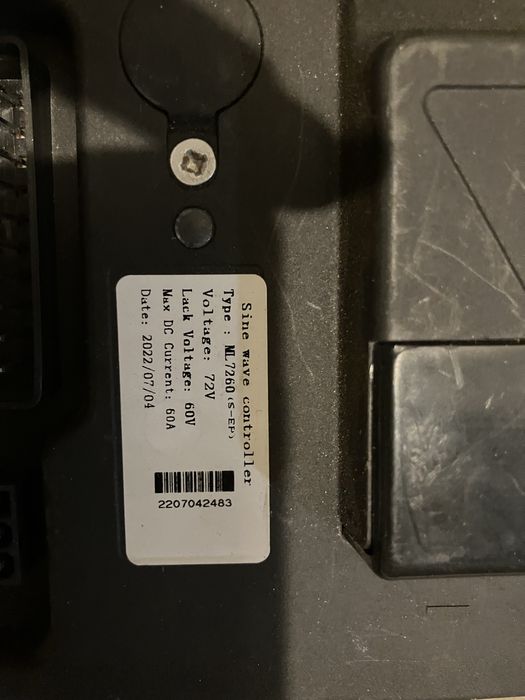 Sine wave controller
Type : ML7260(S-EP)
Voltage: 72V
Lack Voltage: 60V
Max DC Current: 60A
Date: 2022/07/04
2207042483